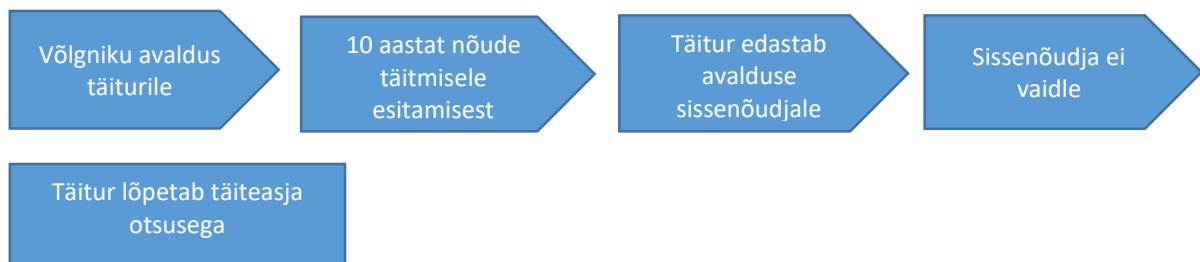 Võlgniku avaldus
täiturile
10 aastat nõude
täitmisele
esitamisest
Täitur edastab
avalduse
sissenõudjale
Sissenõudja ei
vaidle
Täitur lõpetab täiteasja
otsusega